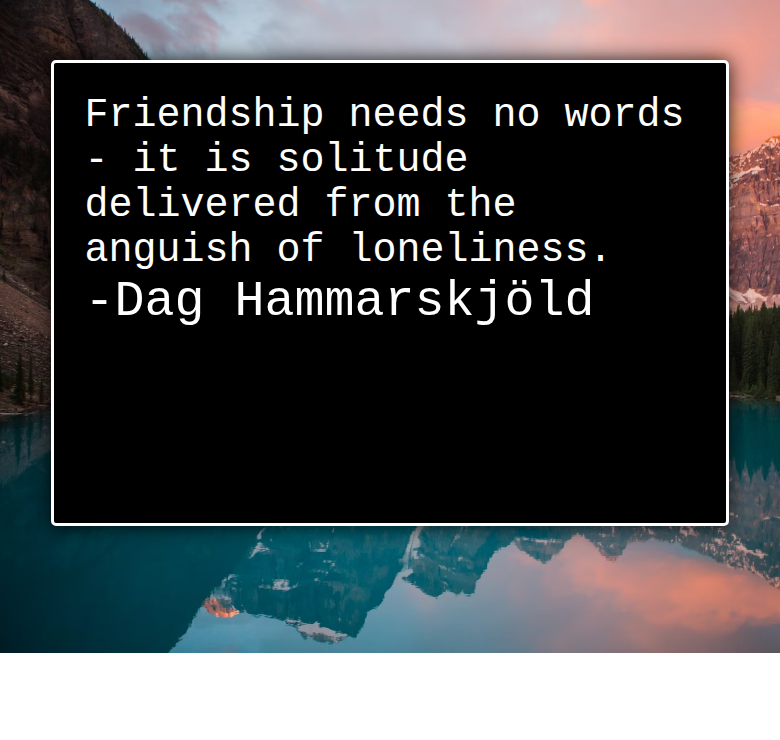 Friendship needs no words
- it is solitude
delivered from the
anguish of loneliness.
-Dag Hammarskjöld